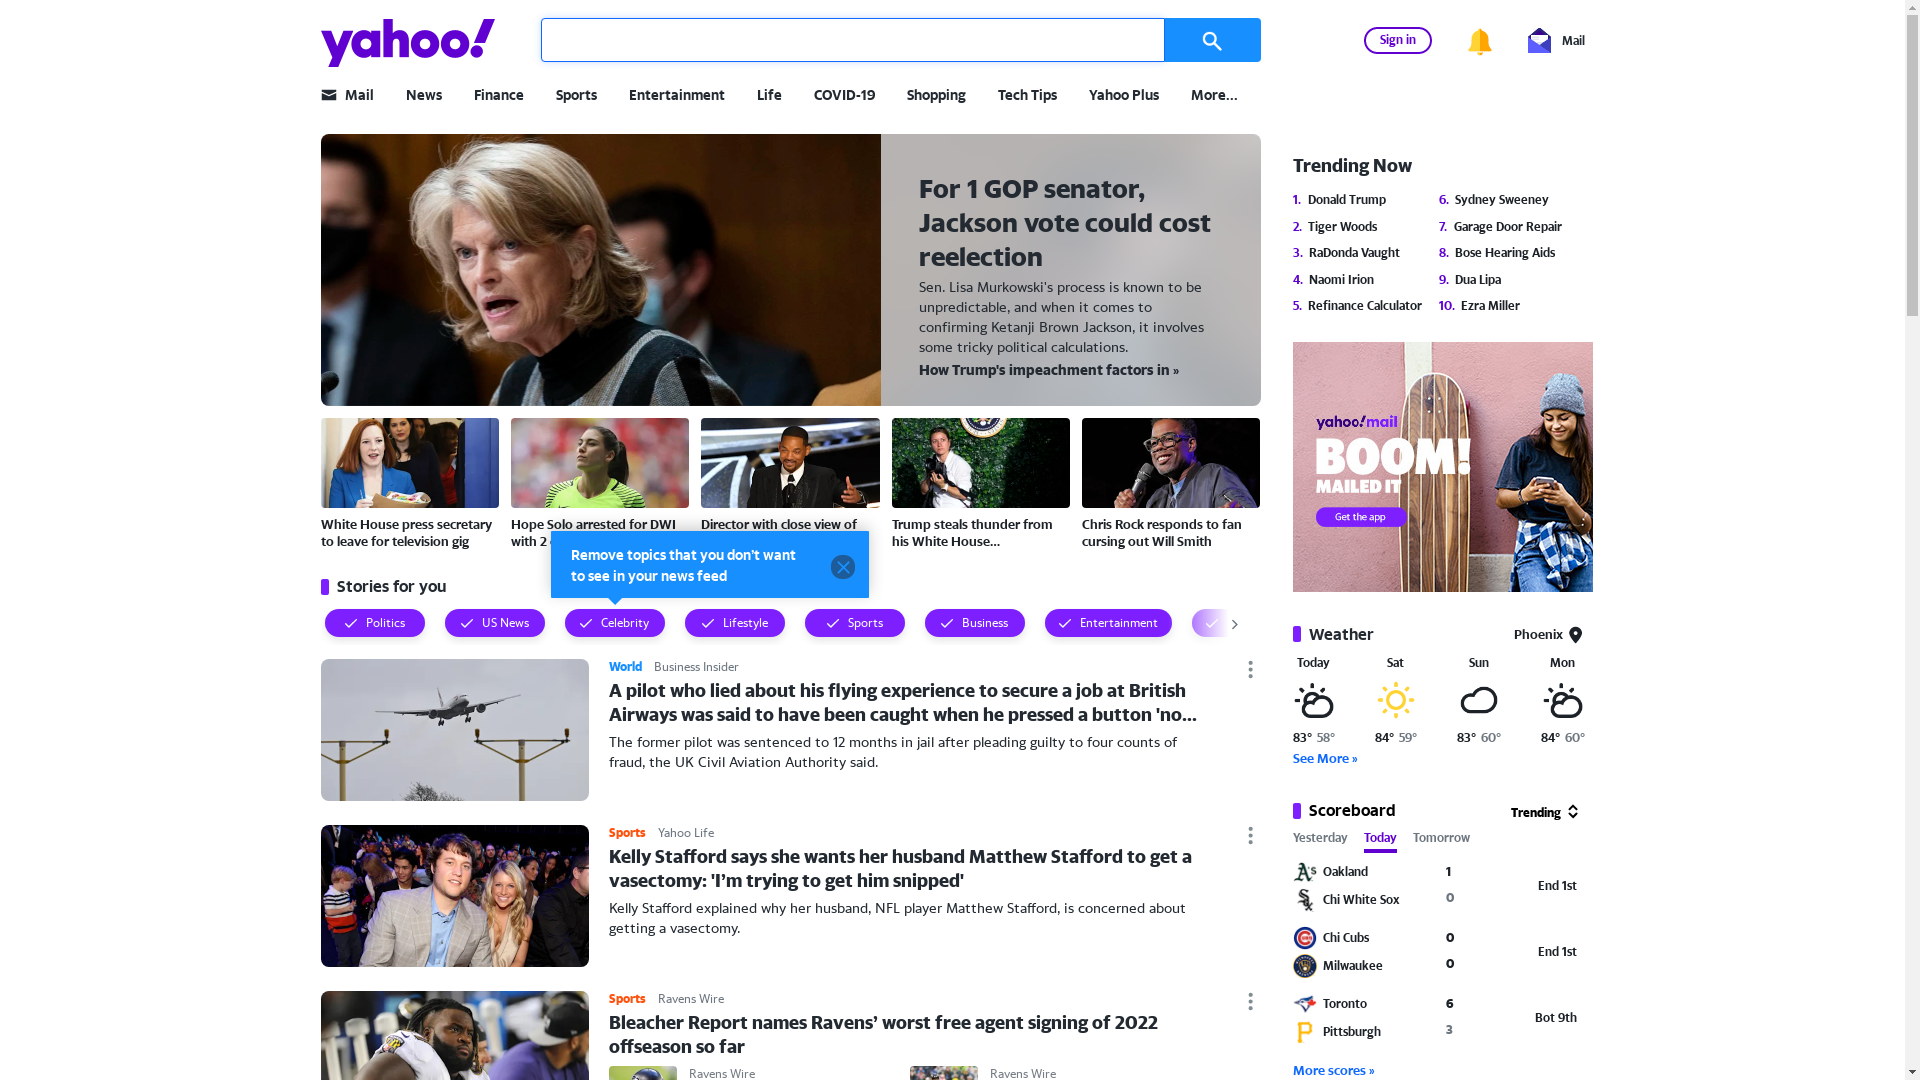 yahoo!
Sign in
Mail
Mail
News
Finance
Sports
Entertainment
Life
COVID-19
Shopping
Tech Tips
Yahoo Plus
More...
For 1 GOP senator,
Jackson vote could cost
reelection
Sen. Lisa Murkowski's process is known to be
unpredictable, and when it comes to
confirming Ketanji Brown Jackson, it involves
some tricky political calculations.
How Trump's impeachment factors in »
White House press secretary
to leave for television gig
Hope Solo arrested for DWI
with 2
Director with close view of
Trump steals thunder from
his White House...
Chris Rock responds to fan
cursing out Will Smith
Remove topics that you don't want
to see in your news feed
Stories for you
Politics
US News
Celebrity
Lifestyle
Sports
Business
Entertainment
World Business Insider
A pilot who lied about his flying experience to secure a job at British
Airways was said to have been caught when he pressed a button 'no...
The former pilot was sentenced to 12 months in jail after pleading guilty to four counts of
fraud, the UK Civil Aviation Authority said.
Sports Yahoo Life
Kelly Stafford says she wants her husband Matthew Stafford to get a
vasectomy: 'I’m trying to get him snipped'
Kelly Stafford explained why her husband, NFL player Matthew Stafford, is concerned about
getting a vasectomy.
Sports Ravens Wire
Bleacher Report names Ravens’ worst free agent signing of 2022
offseason so far
Ravens Wire
Ravens Wire
Trending Now
1. Donald Trump
2. Tiger Woods
3. RaDonda Vaught
4. Naomi Irion
5. Refinance Calculator
6. Sydney Sweeney
7. Garage Door Repair
8. Bose Hearing Aids
9. Dua Lipa
10. Ezra Miller
yahoo!mail
BOOM!
MAILED IT
Get the app
Weather
Phoenix
Today Sat Sun Mon
83° 58° 84° 59° 83° 60° 84° 60°
See More »
Scoreboard
Trending
Yesterday Today Tomorrow
Oakland 1
End 1st
Chi White Sox 0
Chi Cubs 0
End 1st
Milwaukee 0
Toronto 6
Bot 9th
Pittsburgh 3
More scores »